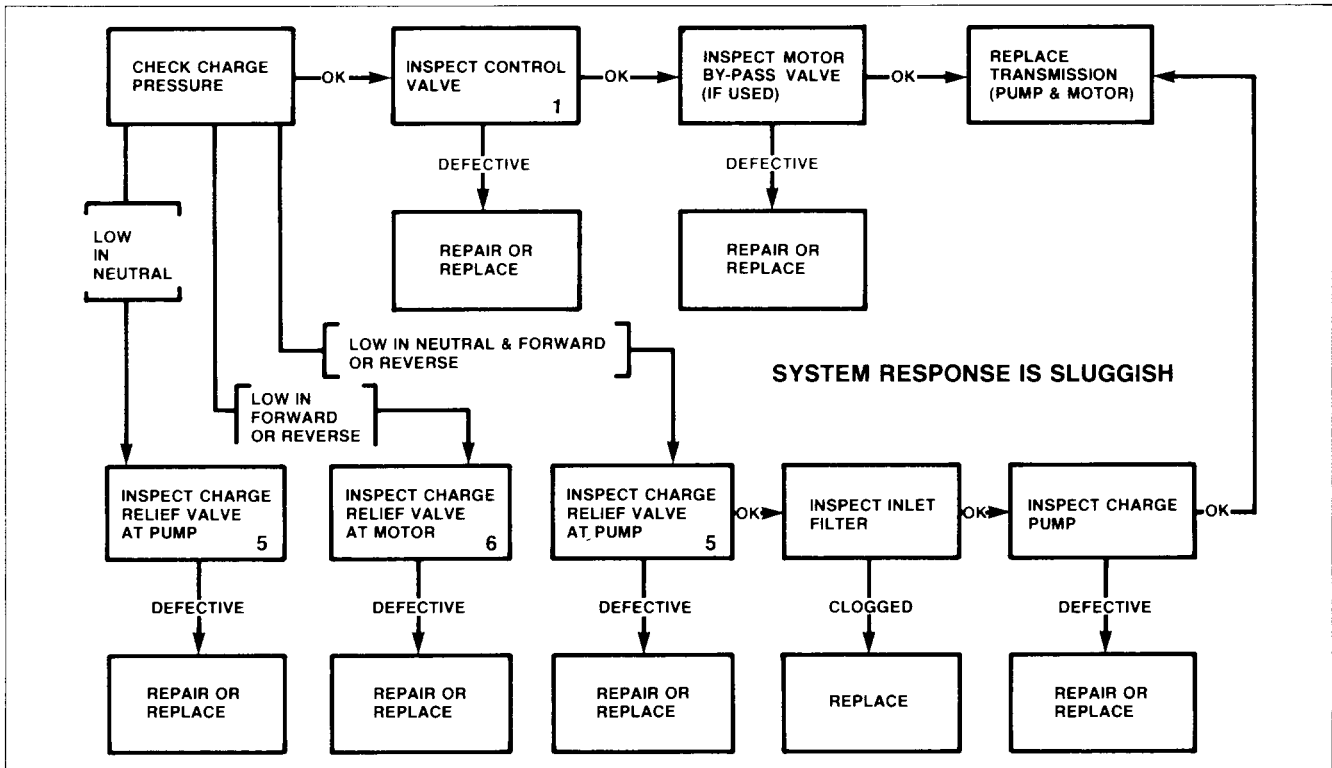 CHECK CHARGE
PRESSURE
OK
INSPECT CONTROL
VALVE
1
OK
INSPECT MOTOR
BY-PASS VALVE
(IF USED)
OK
REPLACE
TRANSMISSION
(PUMP & MOTOR)
DEFECTIVE
DEFECTIVE
REPAIR OR
REPLACE
REPAIR OR
REPLACE
LOW
IN
NEUTRAL
LOW IN NEUTRAL & FORWARD
OR REVERSE
SYSTEM RESPONSE IS SLUGGISH
LOW IN
FORWARD
OR REVERSE
INSPECT CHARGE
RELIEF VALVE
AT PUMP
5
INSPECT CHARGE
RELIEF VALVE
AT MOTOR
6
INSPECT CHARGE
RELIEF VALVE
AT PUMP
5
OK
INSPECT INLET
FILTER
OK
INSPECT CHARGE
PUMP
OK
DEFECTIVE
DEFECTIVE
DEFECTIVE
CLOGGED
DEFECTIVE
REPAIR OR
REPLACE
REPAIR OR
REPLACE
REPAIR OR
REPLACE
REPLACE
REPAIR OR
REPLACE